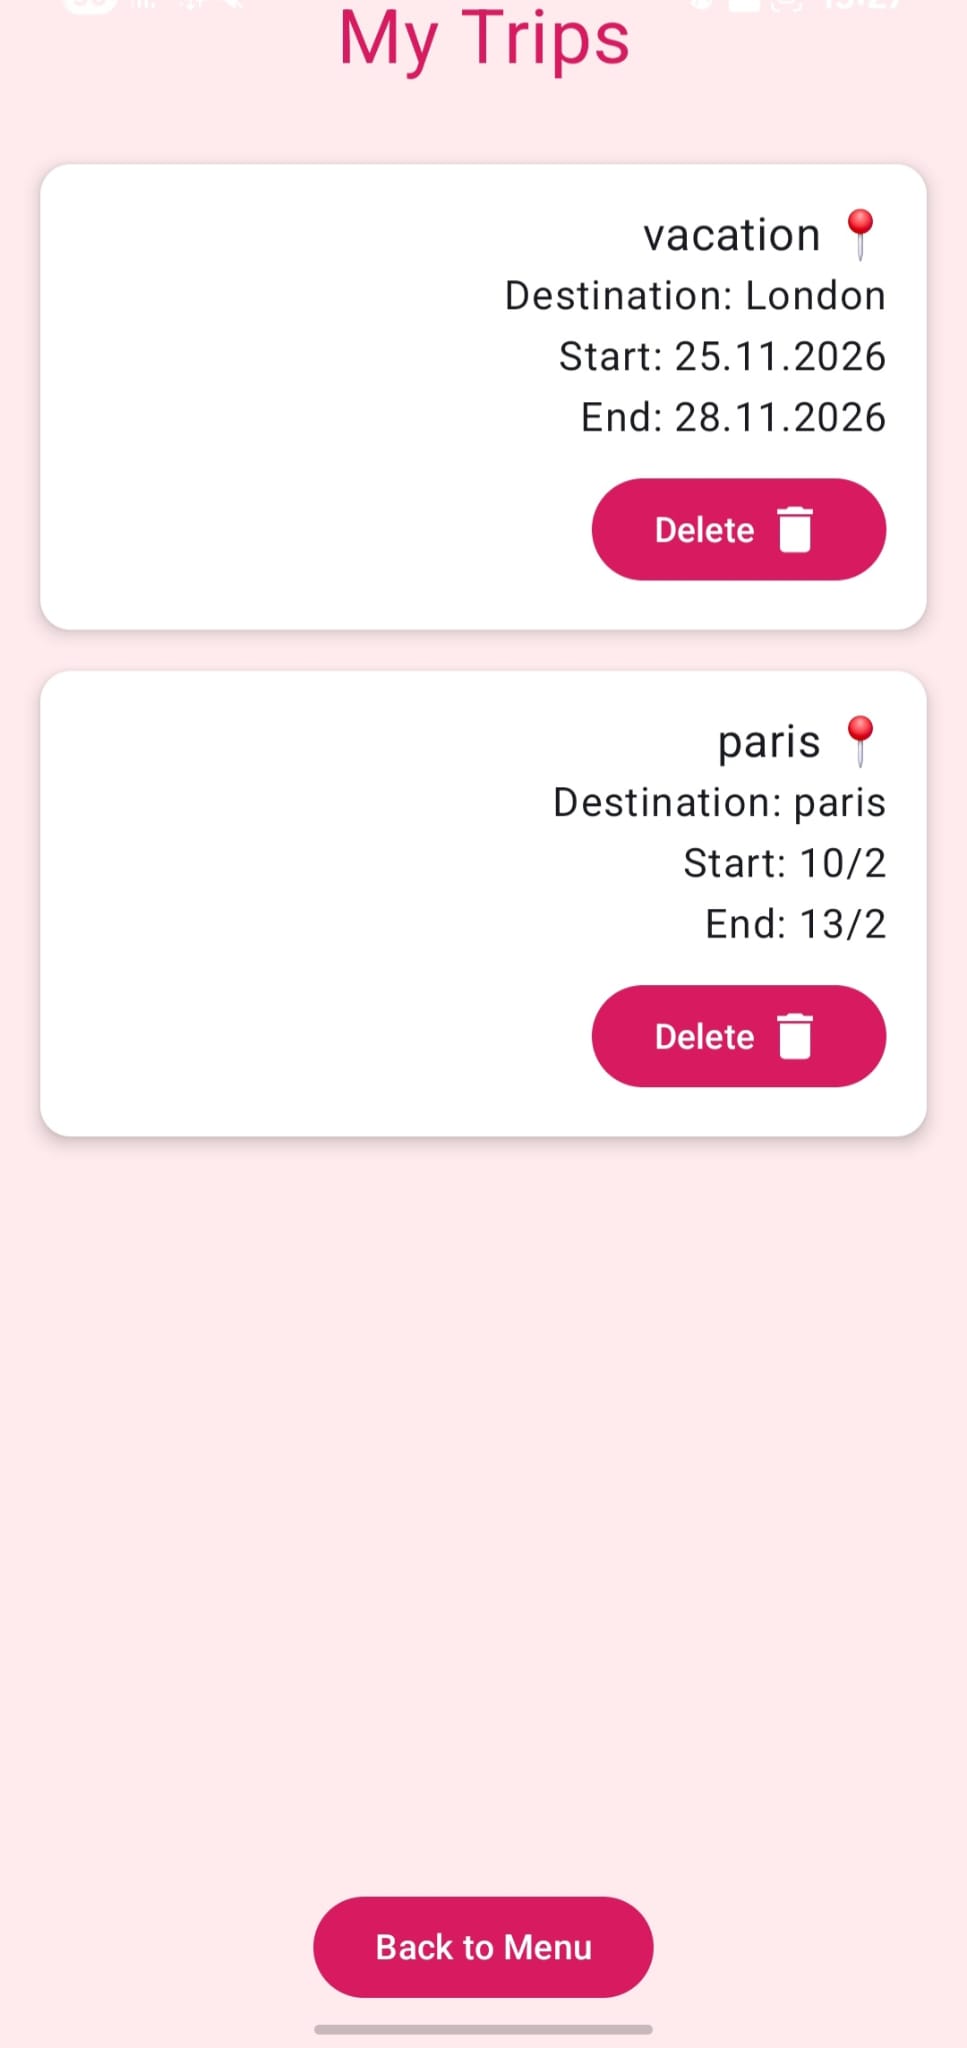 My Trips
vacation 📍
Destination: London
Start: 25.11.2026
End: 28.11.2026
Delete
paris 📍
Destination: paris
Start: 10/2
End: 13/2
Delete
Back to Menu